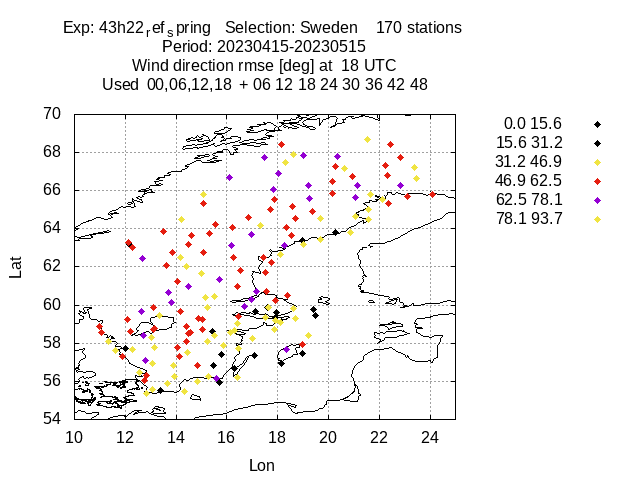 Exp: 43h22refspring Selection: Sweden 170 stations
Period: 20230415-20230515
Wind direction rmse [deg] at 18 UTC
Used 00,06,12,18 + 06 12 18 24 30 36 42 48
70
68
66
64
62
60
58
56
54
Lat
10 12 14 16 18 20 22 24
Lon
0.0 15.6
15.6 31.2
31.2 46.9
46.9 62.5
62.5 78.1
78.1 93.7